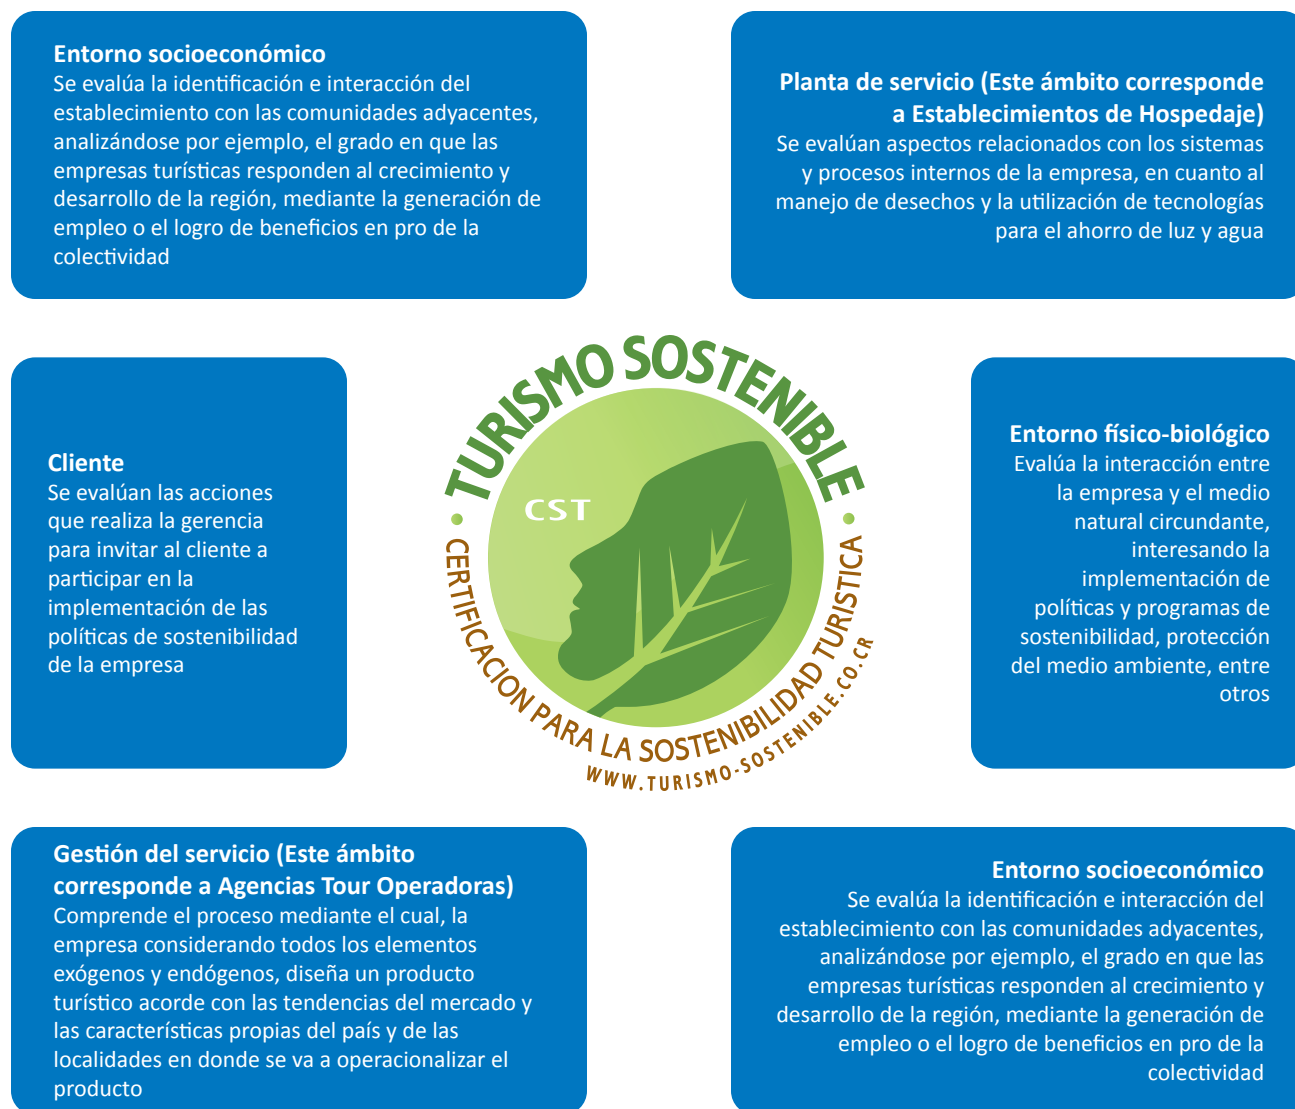 Entorno socioeconómico
Se evalúa la identificación e interacción del
establecimiento con las comunidades adyacentes,
analizándose por ejemplo, el grado en que las
empresas turísticas responden al crecimiento y
desarrollo de la región, mediante la generación de
empleo o el logro de beneficios en pro de la
colectividad
Planta de servicio (Este ámbito corresponde
a Establecimientos de Hospedaje)
Se evalúan aspectos relacionados con los sistemas
y procesos internos de la empresa, en cuanto al
manejo de desechos y la utilización de tecnologías
para el ahorro de luz y agua
Cliente
Se evalúan las acciones
que realiza la gerencia
para invitar al cliente a
participar en la
implementación de las
políticas de sostenibilidad
de la empresa
TURISMO SOSTENIBLE
CST
CERTIFICACION PARA LA SOSTENIBILIDAD TURISTICA
WWW.TURISMO-SOSTENIBLE.CO.CR
Entorno físico-biológico
Evalúa la interacción entre
la empresa y el medio
natural circundante,
interesando la
implementación de
políticas y programas de
sostenibilidad, protección
del medio ambiente, entre
otros
Gestión del servicio (Este ámbito
corresponde a Agencias Tour Operadoras)
Comprende el proceso mediante el cual, la
empresa considerando todos los elementos
exógenos y endógenos, diseña un producto
turístico acorde con las tendencias del mercado y
las características propias del país y de las
localidades en donde se va a operacionalizar el
producto
Entorno socioeconómico
Se evalúa la identificación e interacción del
establecimiento con las comunidades adyacentes,
analizándose por ejemplo, el grado en que las
empresas turísticas responden al crecimiento y
desarrollo de la región, mediante la generación de
empleo o el logro de beneficios en pro de la
colectividad